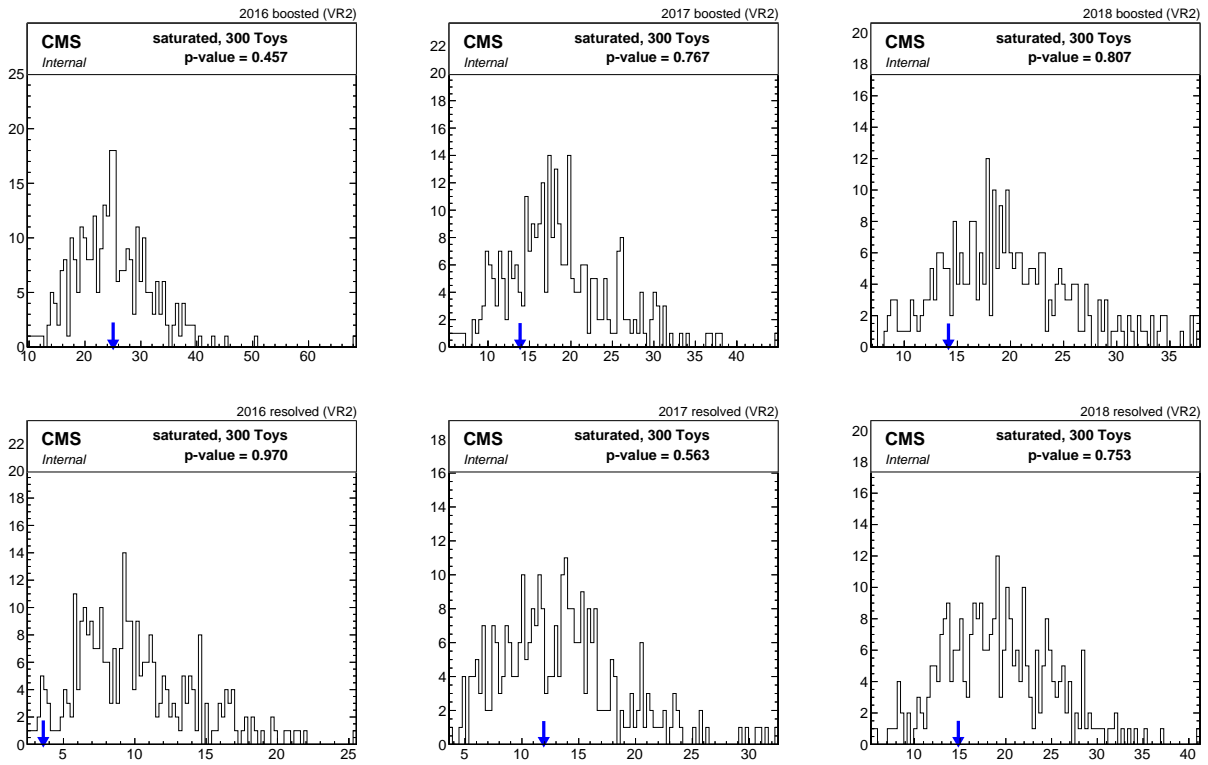 2016 boosted (VR2)
CMS
Internal
saturated, 300 Toys
p-value = 0.457
25
20
15
10
5
0
10 20 30 40 50 60
2017 boosted (VR2)
CMS
Internal
saturated, 300 Toys
p-value = 0.767
22
20
18
16
14
12
10
8
6
4
2
0
10 15 20 25 30 35 40
2018 boosted (VR2)
CMS
Internal
saturated, 300 Toys
p-value = 0.807
20
18
16
14
12
10
8
6
4
2
0
10 15 20 25 30 35
2016 resolved (VR2)
CMS
Internal
saturated, 300 Toys
p-value = 0.970
22
20
18
16
14
12
10
8
6
4
2
0
5 10 15 20 25
2017 resolved (VR2)
CMS
Internal
saturated, 300 Toys
p-value = 0.563
18
16
14
12
10
8
6
4
2
0
5 10 15 20 25 30
2018 resolved (VR2)
CMS
Internal
saturated, 300 Toys
p-value = 0.753
20
18
16
14
12
10
8
6
4
2
0
10 15 20 25 30 35 40